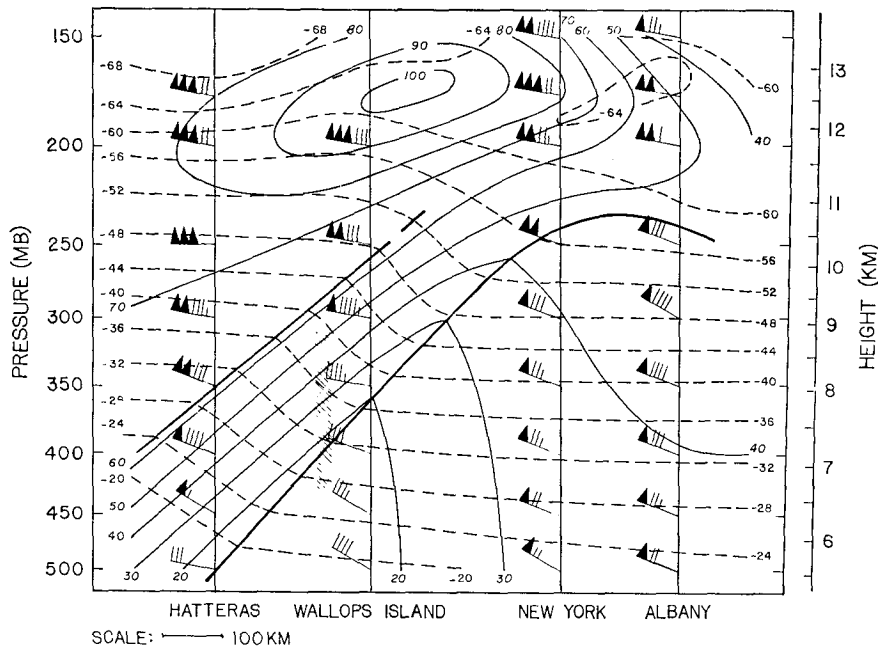 -68 80 -64 80 70 60 50
150
-68 90 13
100
-64 -64 -60
-60 200 40 12
-56
-52 11
-60
-48 250 -56
-44 10
-40 -52
70 300 -48 9
-36
-44
-32 350 -40 8
-28
-36
-24 400 40
60 -32 7
-20
50 450 -28
40 -24 6
500
30 20 20 -20 30
PRESSURE (MB)
HEIGHT (KM)
HATTERAS WALLOPS ISLAND NEW YORK ALBANY
SCALE: 100 KM